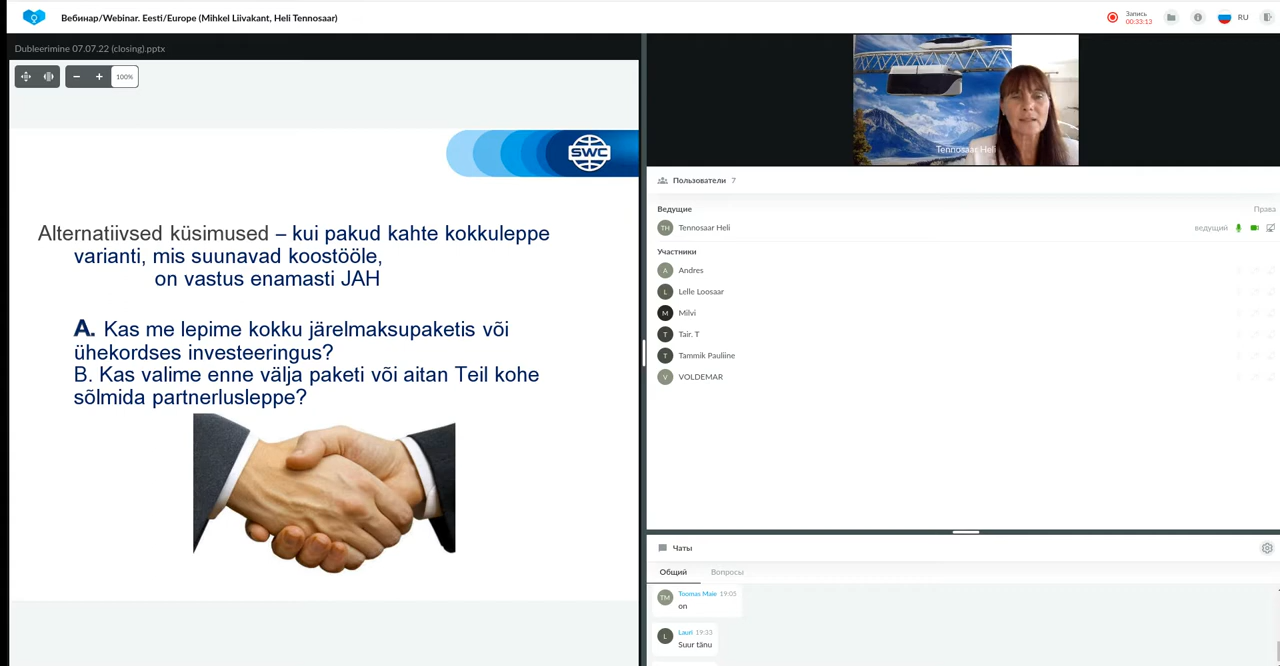 Вебинар/Webinar. Eesti/Europe (Mihkel Liivakant, Heli Tennosaar)
Запись
00:33:13
RU
Dubleerimine 07.07.22 (closing).pptx
100%
SWC
Alternatiivsed küsimused – kui pakud kahte kokkuleppe
varianti, mis suunavad koostööle,
on vastus enamasti JAH
A. Kas me lepime kokku järelmaksupaketis või
ühekordses investeeringus?
B. Kas valime enne välja paketi või aitan Teil kohe
sõlmida partnerlusleppe?
Tennosaar Heli
Пользователи 7
Ведущие Права
TH Tennosaar Heli ведущий
Участники
A Andres
L Lelle Loosaar
M Milvi
T Tair. T
T Tammik Pauliine
V VOLDEMAR
Чаты
Общий Вопросы
TM Toomas Maie 19:05
on
L Lauri 19:33
Suur tänu